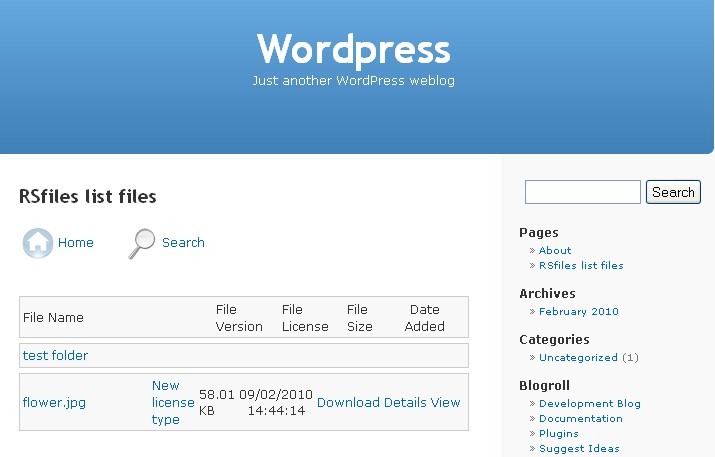 Wordpress
Just another WordPress weblog
RSfiles list files
Home Search
File Name File Version File License File Size Date Added
test folder
flower.jpg New license type 58.01 KB 09/02/2010 14:44:14 Download Details View
Search
Pages
» About
» RSfiles list files
Archives
» February 2010
Categories
» Uncategorized (1)
Blogroll
» Development Blog
» Documentation
» Plugins
» Suggest Ideas